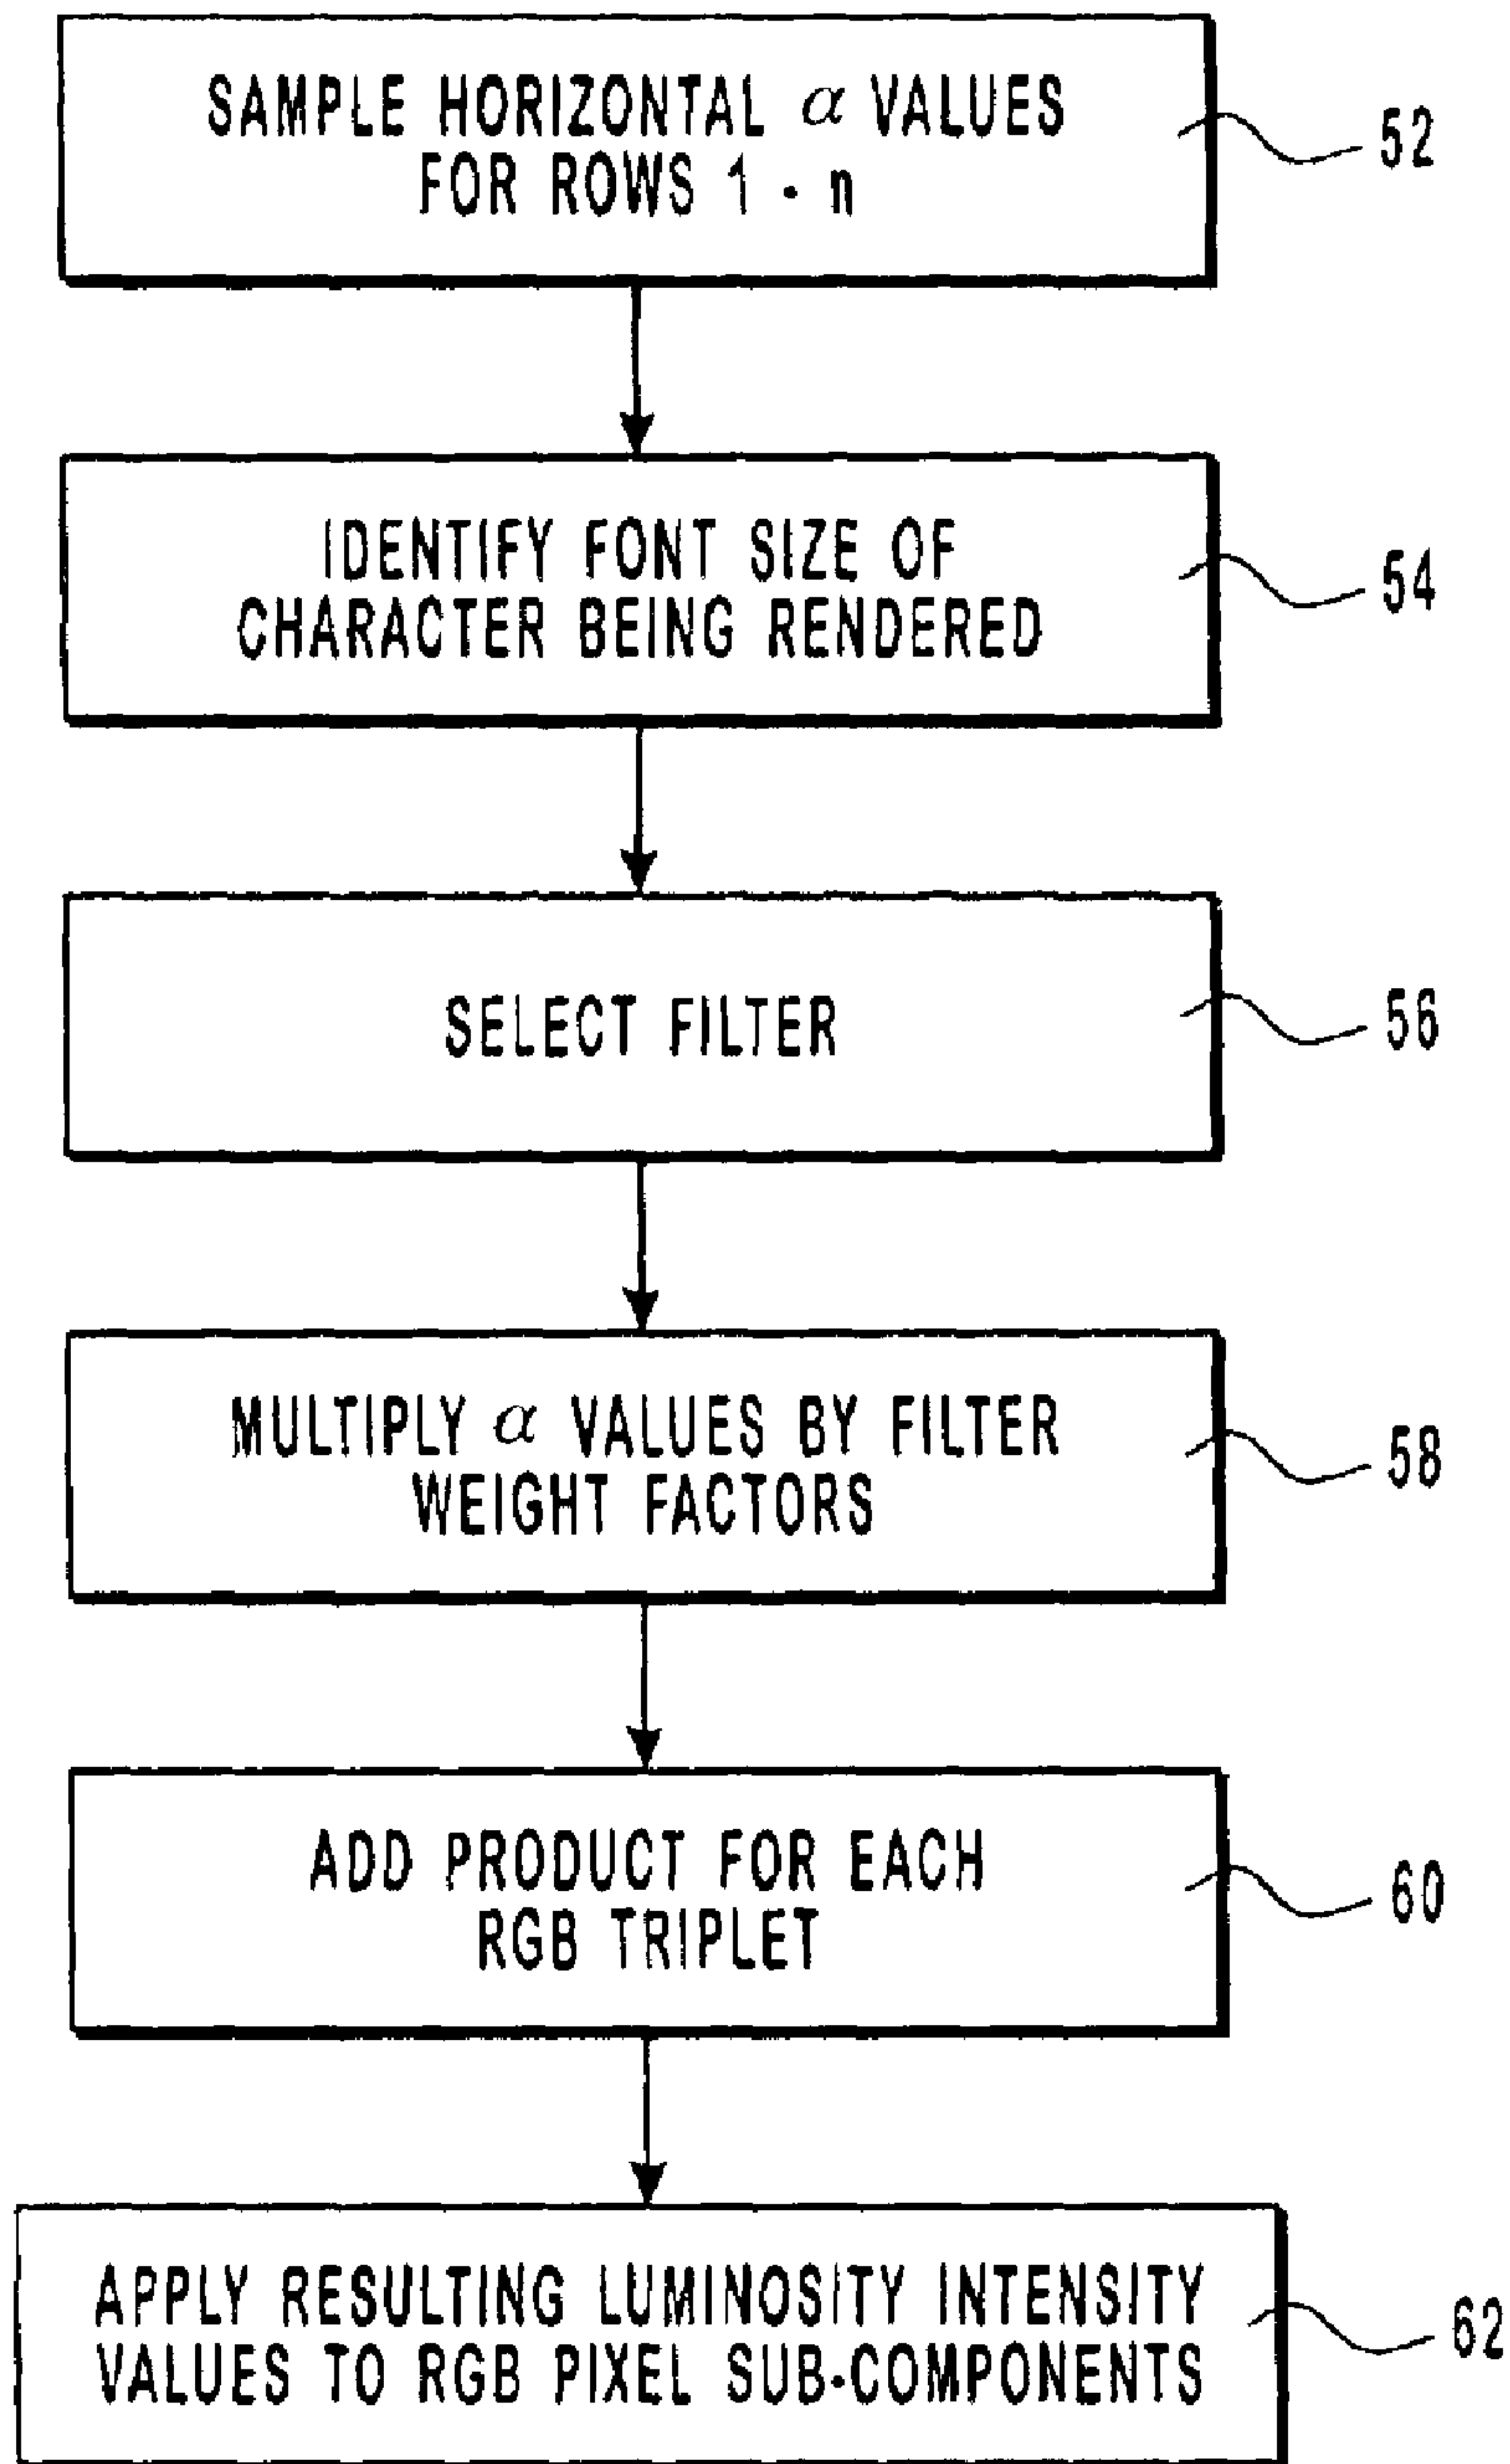 SAMPLE HORIZONTAL α VALUES
FOR ROWS 1 - n
52
IDENTIFY FONT SIZE OF
CHARACTER BEING RENDERED
54
SELECT FILTER
56
MULTIPLY α VALUES BY FILTER
WEIGHT FACTORS
58
ADD PRODUCT FOR EACH
RGB TRIPLET
60
APPLY RESULTING LUMINOSITY INTENSITY
VALUES TO RGB PIXEL SUB-COMPONENTS
62